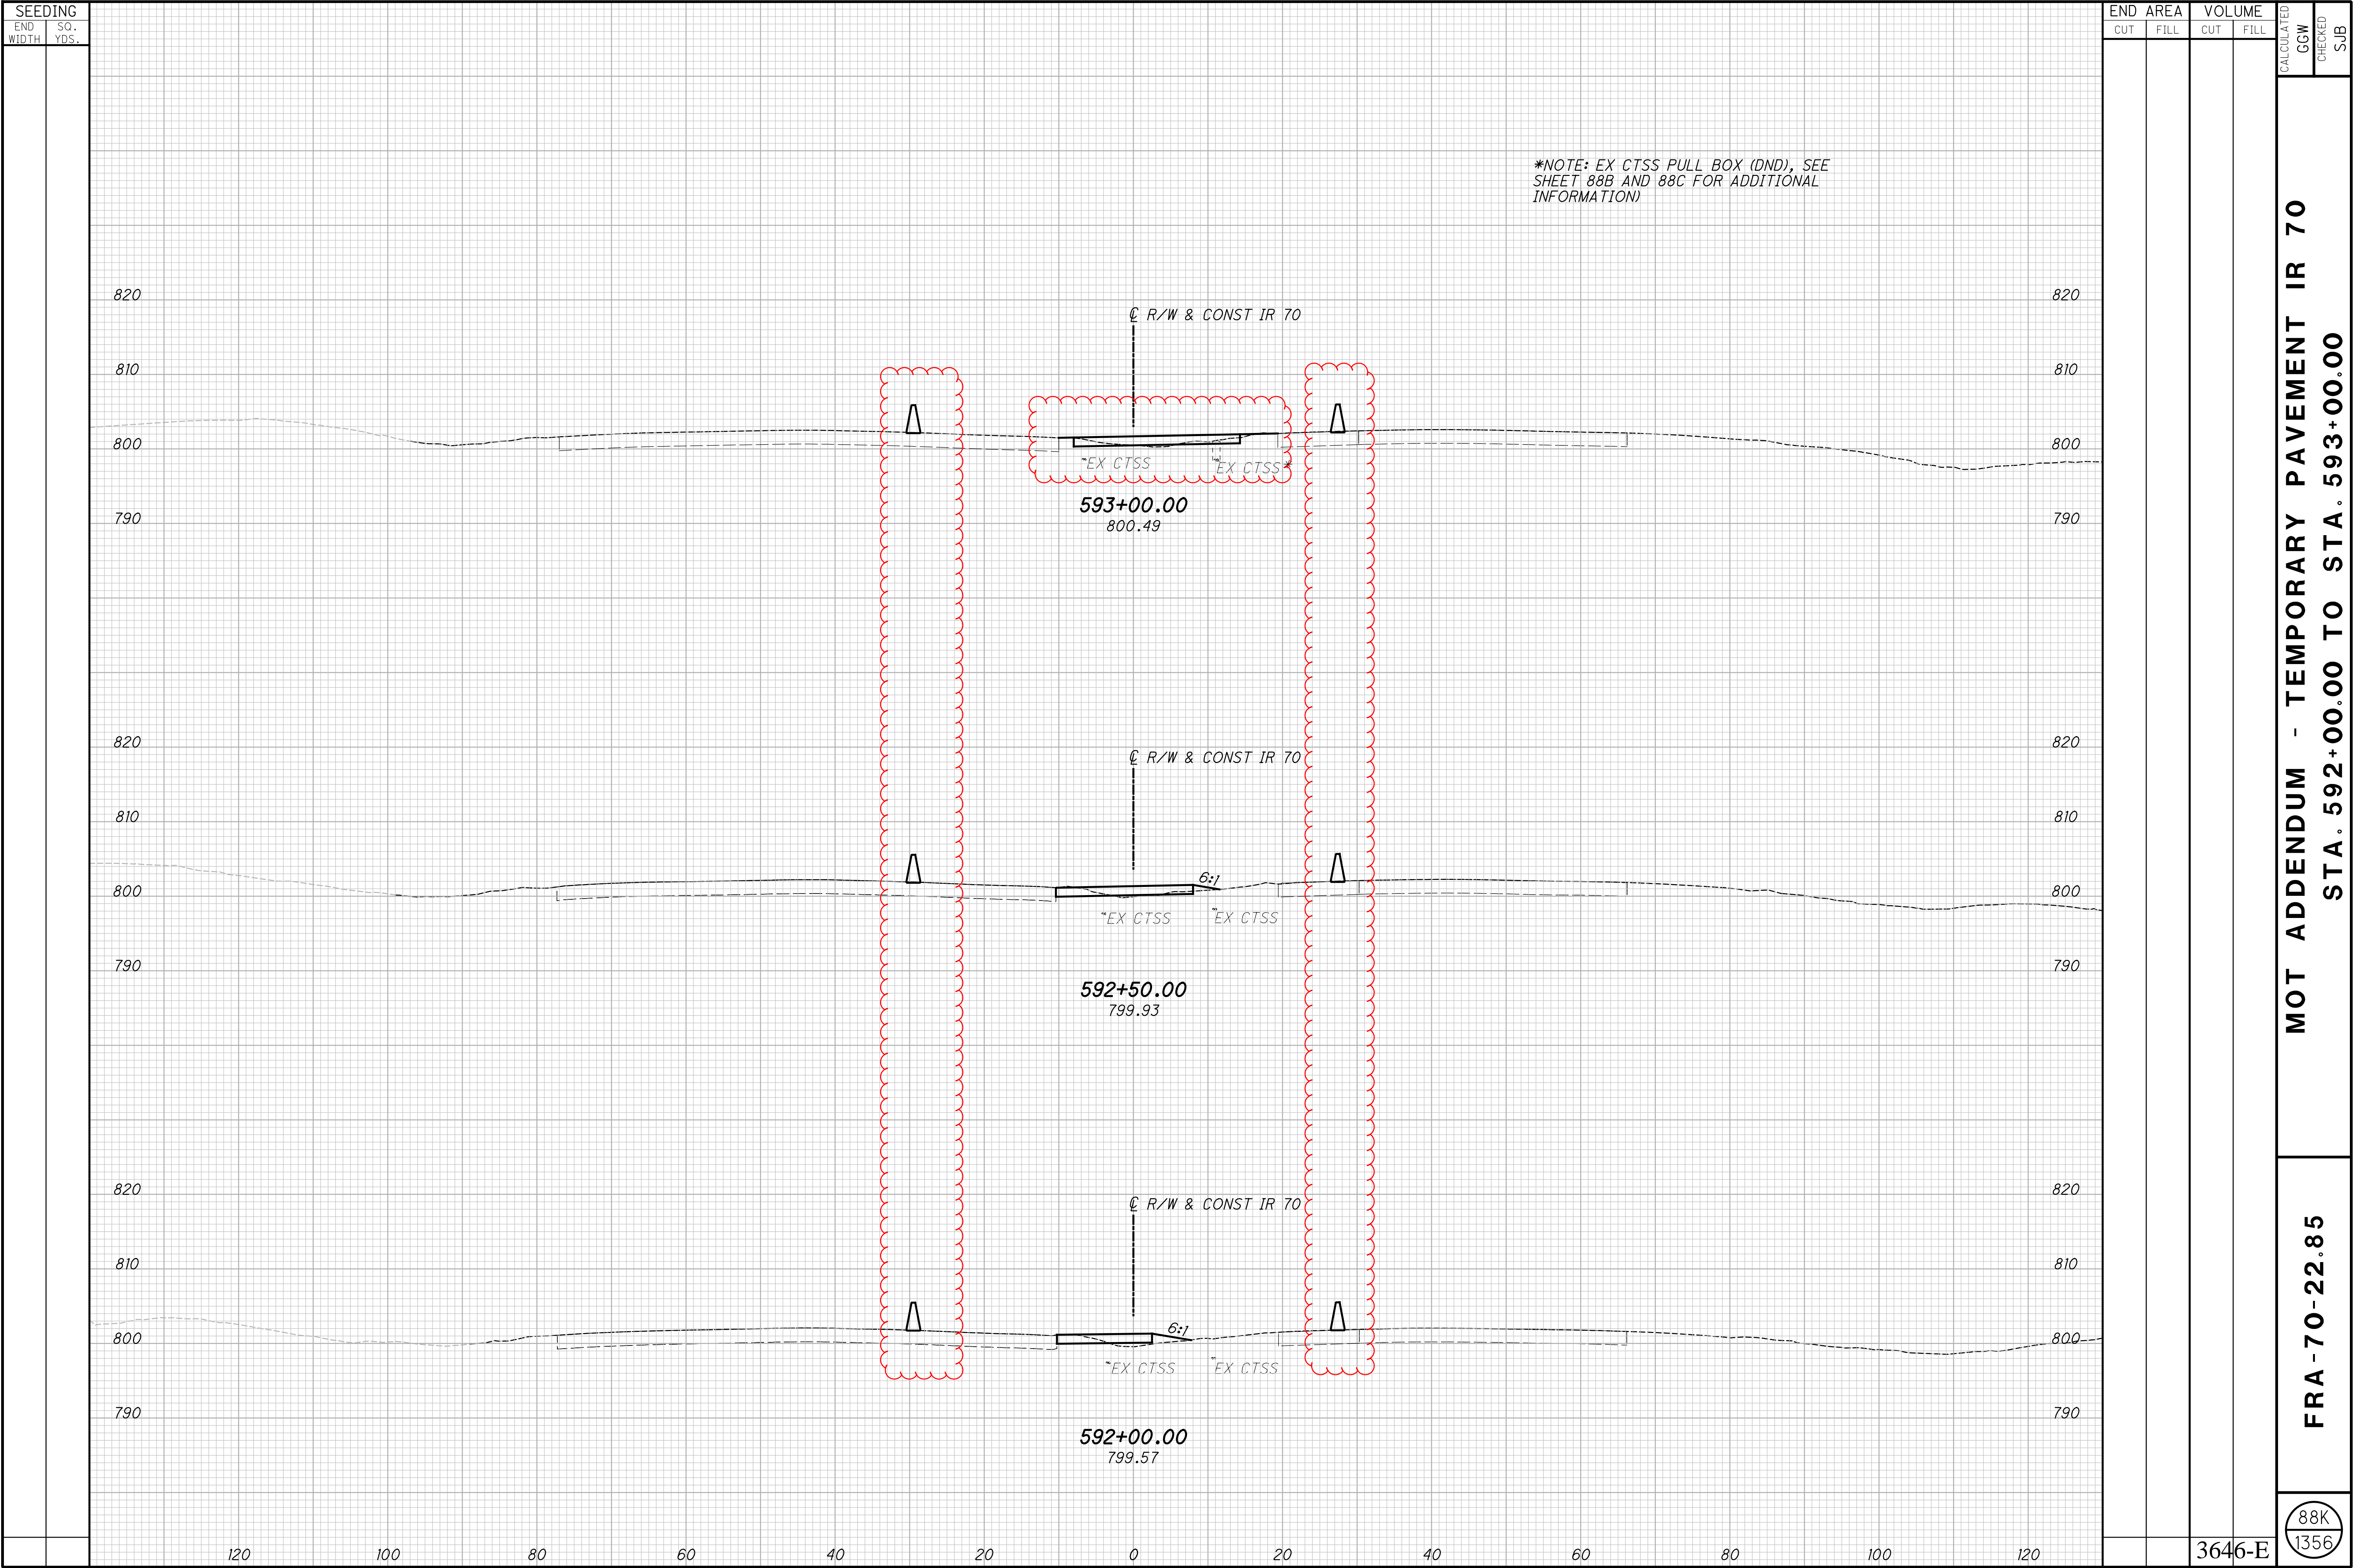 SEEDING
END WIDTH
SQ. YDS.
END AREA
VOLUME
CUT
FILL
CUT
FILL
CALCULATED
GGW
CHECKED
SJB
*NOTE: EX CTSS PULL BOX (DND), SEE
SHEET 88B AND 88C FOR ADDITIONAL
INFORMATION)
820
820
℄ R/W & CONST IR 70
810
810
800
800
EX CTSS
EX CTSS*
593+00.00
800.49
790
790
820
820
℄ R/W & CONST IR 70
810
810
6:1
800
800
EX CTSS
EX CTSS
790
790
592+50.00
799.93
820
820
℄ R/W & CONST IR 70
810
810
6:1
800
800
EX CTSS
EX CTSS
790
790
592+00.00
799.57
120 100 80 60 40 20 0 20 40 60 80 100 120
MOT ADDENDUM - TEMPORARY PAVEMENT IR 70
STA. 592+00.00 TO STA. 593+00.00
FRA-70-22.85
88K
1356
3646-E